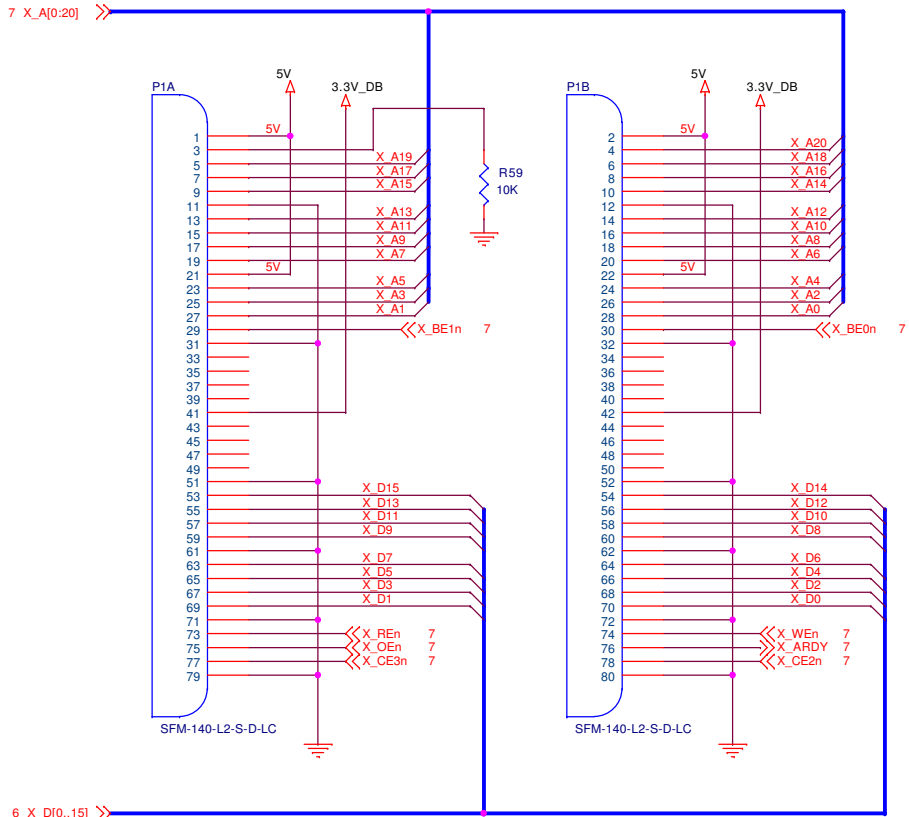 7 X_A[0:20]
P1A
5V
3.3V_DB
1
5V
3
5
X_A19
7
X_A17
9
X_A15
11
13
X_A13
15
X_A11
17
X_A9
19
X_A7
21
5V
23
X_A5
25
X_A3
27
X_A1
29
X_BE1n 7
31
33
35
37
39
41
43
45
47
49
51
53
X_D15
55
X_D13
57
X_D11
59
X_D9
61
63
X_D7
65
X_D5
67
X_D3
69
X_D1
71
73
X_REn 7
75
X_OEn 7
77
X_CE3n 7
79
SFM-140-L2-S-D-LC
R59
10K
P1B
5V
3.3V_DB
2
5V
4
X_A20
6
X_A18
8
X_A16
10
X_A14
12
14
X_A12
16
X_A10
18
X_A8
20
X_A6
22
5V
24
X_A4
26
X_A2
28
X_A0
30
X_BE0n 7
32
34
36
38
40
42
44
46
48
50
52
54
X_D14
56
X_D12
58
X_D10
60
X_D8
62
64
X_D6
66
X_D4
68
X_D2
70
X_D0
72
74
X_WEn 7
76
X_ARDY 7
78
X_CE2n 7
80
SFM-140-L2-S-D-LC
6 X_D[0..15]